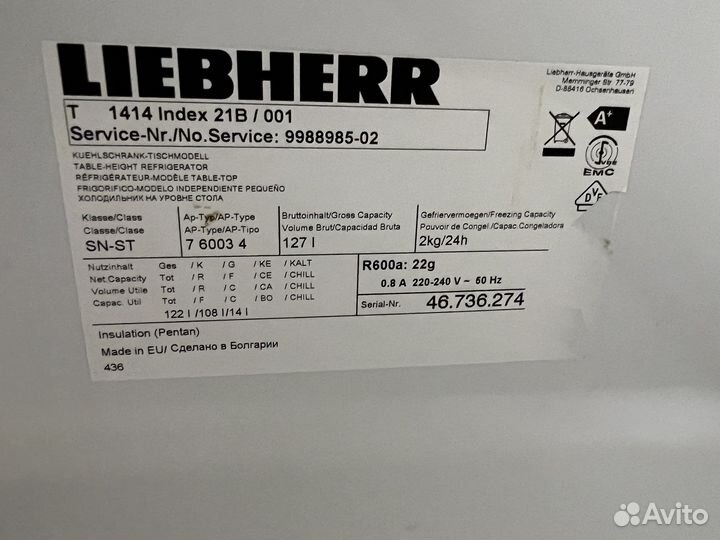 LIEBHERR
Liebherr-Hausgeräte GmbH
Memminger Str. 77-79
D-88416 Ochsenhausen
T 1414 Index 21B / 001
Service-Nr./No.Service: 9988985-02
A+
EMC
DVE
KUEHLSCHRANK-TISCHMODELL
TABLE-HEIGHT REFRIGERATOR
RÉFRIGÉRATEUR-MODÈLE TABLE-TOP
FRIGORIFICO-MODELO INDEPENDIENTE PEQUEÑO
ХОЛОДИЛЬНИК НА УРОВНЕ СТОЛА
Klasse/Class
Classe/Clase
SN-ST
Ap-Typ/AP-Type
AP-Type/AP-Tipo
7 6003 4
Bruttoinhalt/Gross Capacity
Volume Brut/Capacidad Bruta
127 l
Gefriervermoegen/Freezing Capacity
Pouvoir de Congel./Capac.Congeladora
2kg/24h
Nutzinhalt Ges /K /G /KE /KALT
Net.Capacity Tot /R /F /CE /CHILL
Volume Utile Tot /R /C /CA /CHILL
Capac. Util Tot /F /C /BO /CHILL
122 l /108 l/14 l
R600a: 22g
0.8 A 220-240 V ~ 50 Hz
Serial-Nr. 46.736.274
Insulation (Pentan)
Made in EU/ Сделано в Болгарии
436
Avito